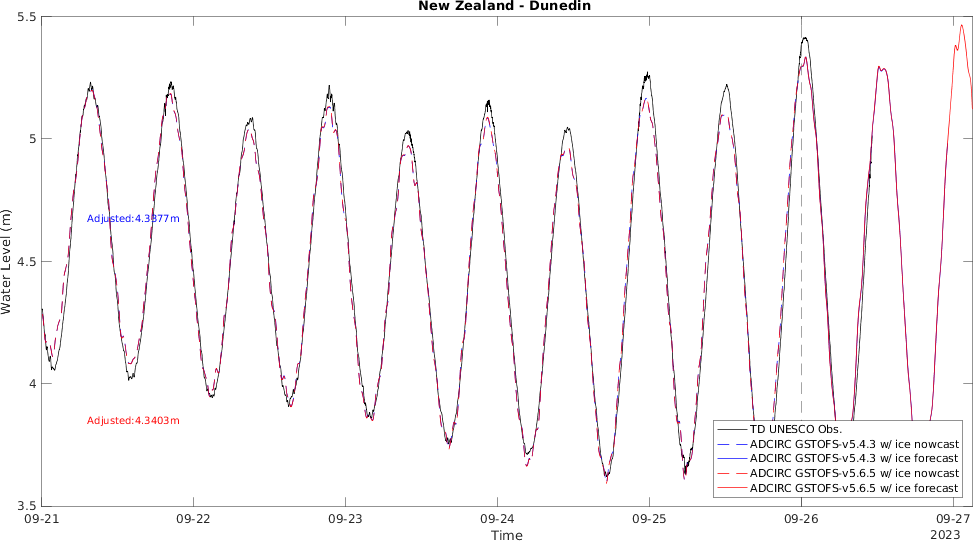 New Zealand - Dunedin
5.5
5
4.5
4
3.5
Water Level (m)
Adjusted:4.3377m
Adjusted:4.3403m
TD UNESCO Obs.
ADCIRC GSTOFS-v5.4.3 w/ ice nowcast
ADCIRC GSTOFS-v5.4.3 w/ ice forecast
ADCIRC GSTOFS-v5.6.5 w/ ice nowcast
ADCIRC GSTOFS-v5.6.5 w/ ice forecast
09-21 09-22 09-23 09-24 09-25 09-26 09-27
Time
2023